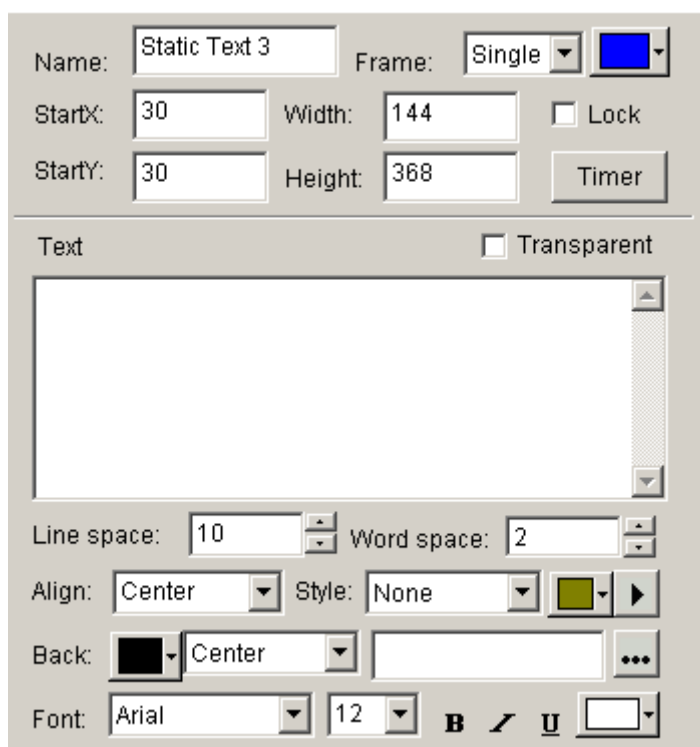 Name: Static Text 3 Frame: Single
StartX: 30 Width: 144 Lock
StartY: 30 Height: 368 Timer
Text Transparent
Line space: 10 Word space: 2
Align: Center Style: None
Back: Center ...
Font: Arial 12 B I U